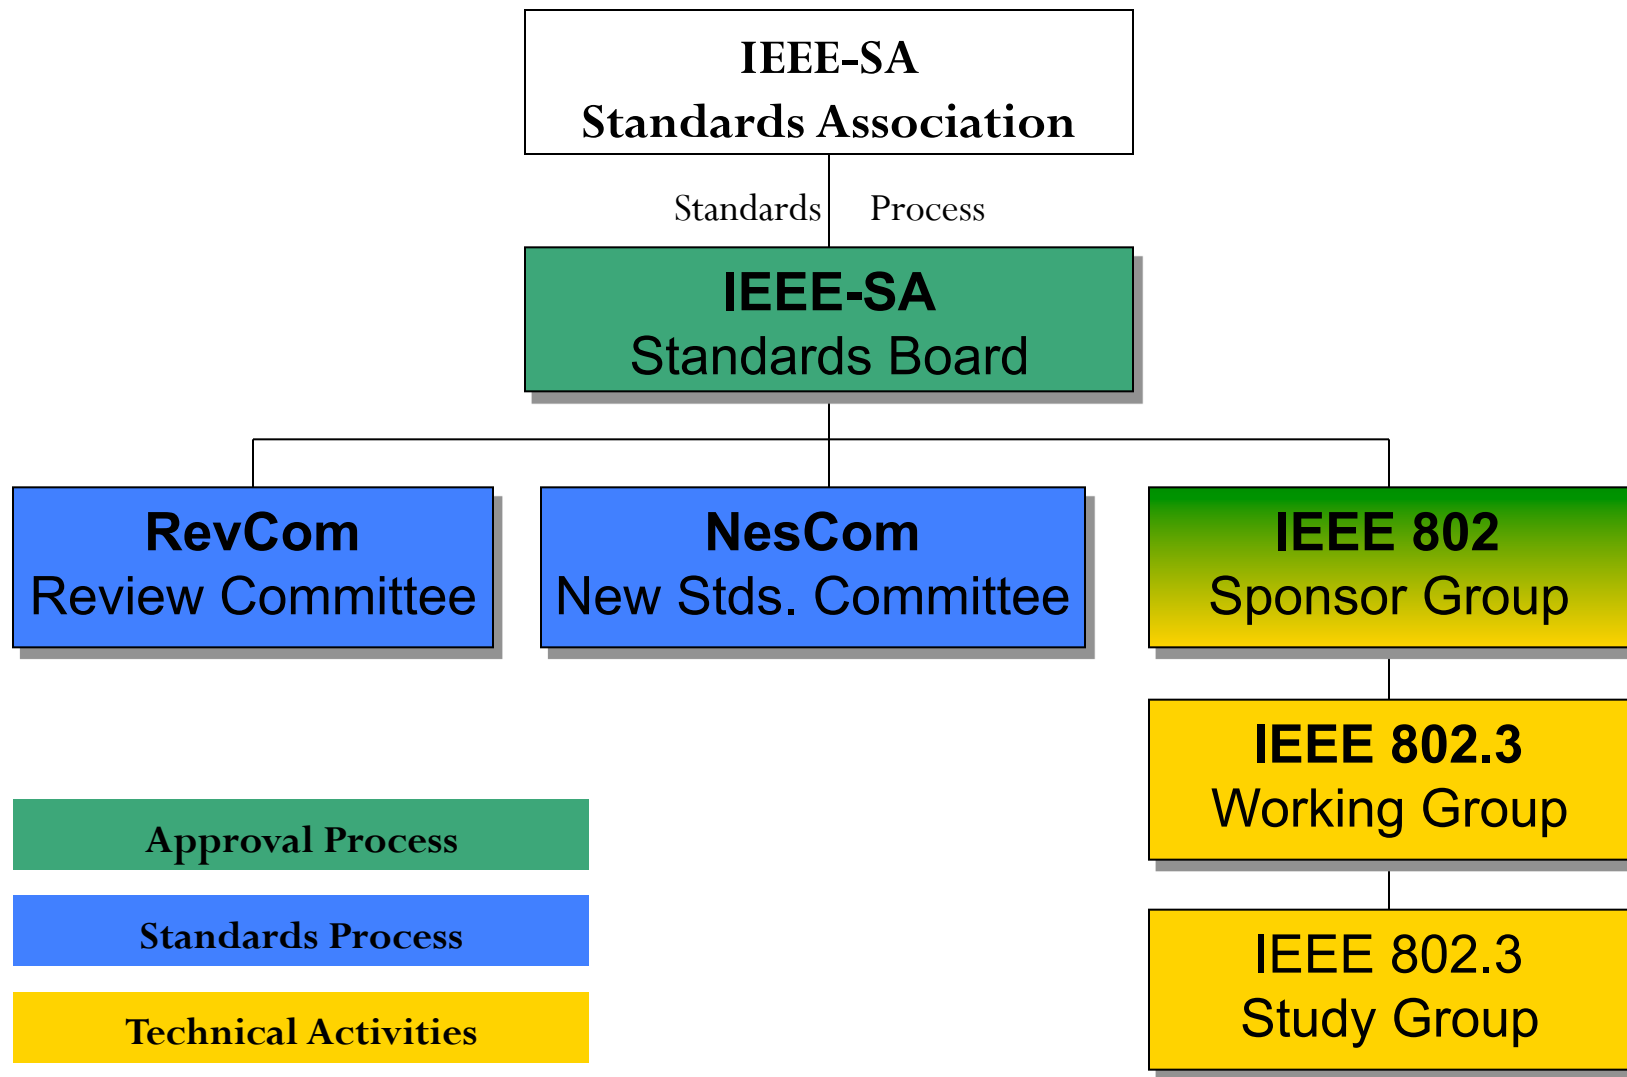 IEEE-SA
Standards Association
Standards Process
IEEE-SA
Standards Board
RevCom
Review Committee
NesCom
New Stds. Committee
IEEE 802
Sponsor Group
IEEE 802.3
Working Group
IEEE 802.3
Study Group
Approval Process
Standards Process
Technical Activities